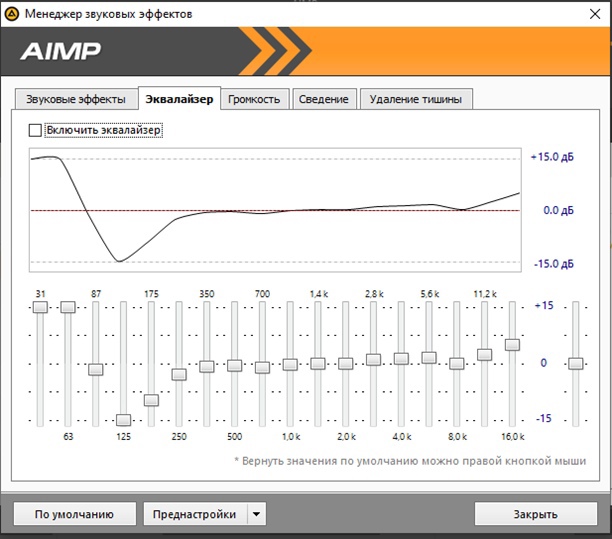 Менеджер звуковых эффектов
AIMP
Звуковые эффекты Эквалайзер Громкость Сведение Удаление тишины
Включить эквалайзер
+15.0 дБ
0.0 дБ
-15.0 дБ
31 87 175 350 700 1,4 k 2,8 k 5,6 k 11,2 k
+15
0
-15
63 125 250 500 1,0 k 2,0 k 4,0 k 8,0 k 16,0 k
* Вернуть значения по умолчанию можно правой кнопкой мыши
По умолчанию Преднастройки Закрыть